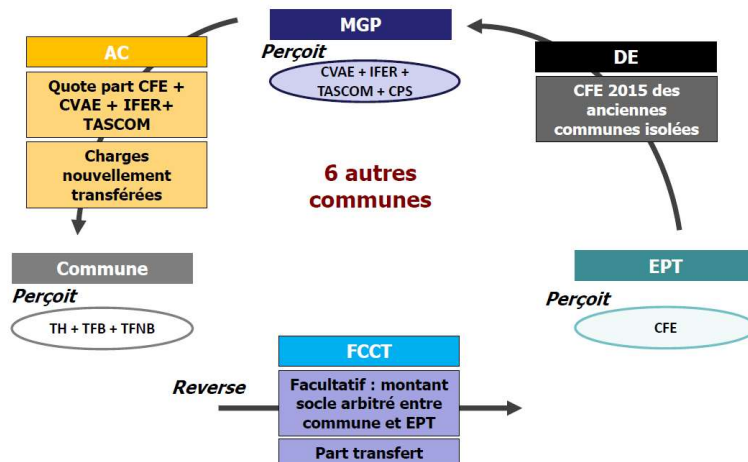 MGP
Perçoit
CVAE + IFER +
TASCOM + CPS
AC
Quote part CFE +
CVAE + IFER+
TASCOM
Charges
nouvellement
transférées
DE
CFE 2015 des
anciennes
communes isolées
6 autres
communes
Commune
Perçoit
TH + TFB + TFNB
EPT
Perçoit
CFE
FCCT
Reverse
Facultatif : montant
socle arbitré entre
commune et EPT
Part transfert